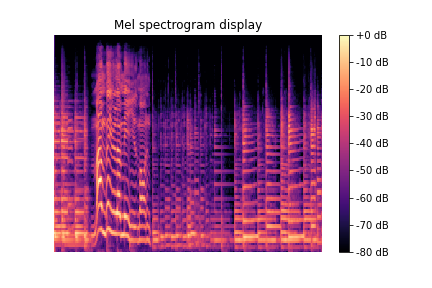 Mel spectrogram display
+0 dB
-10 dB
-20 dB
-30 dB
-40 dB
-50 dB
-60 dB
-70 dB
-80 dB